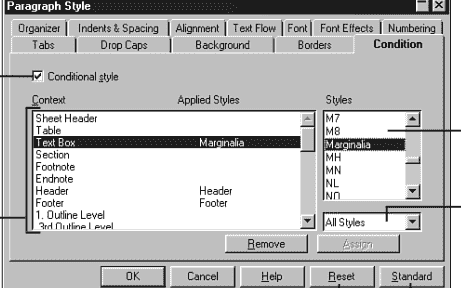 Paragraph Style
Organizer Indents & Spacing Alignment Text Flow Font Font Effects Numbering
Tabs Drop Caps Background Borders Condition
Conditional style
Context Applied Styles Styles
Sheet Header M7
Table M8
Text Box Marginalia Marginalia
Section MH
Footnote MN
Endnote NL
Header Header NO
Footer Footer
1. Outline Level All Styles
3rd Outline Level
Remove Assign
OK Cancel Help Reset Standard